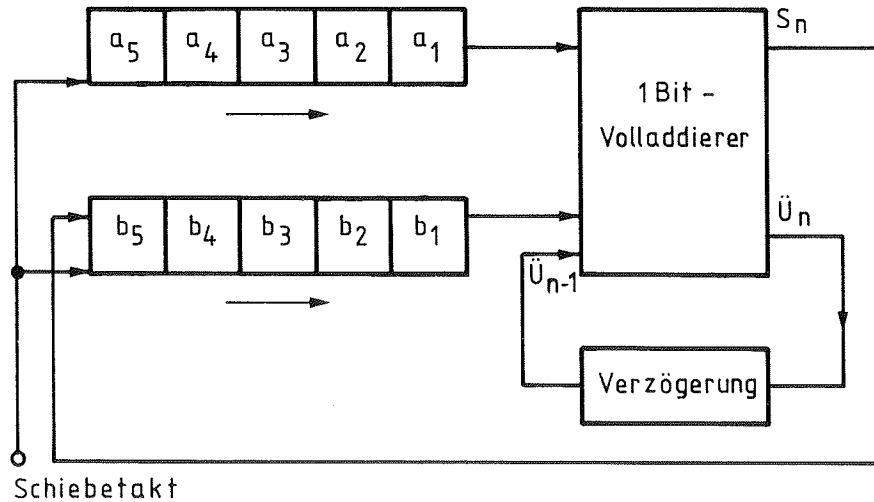 a5 a4 a3 a2 a1
1 Bit -
Volladdierer
Sn
Ün
b5 b4 b3 b2 b1
Ün-1
Verzögerung
Schiebetakt